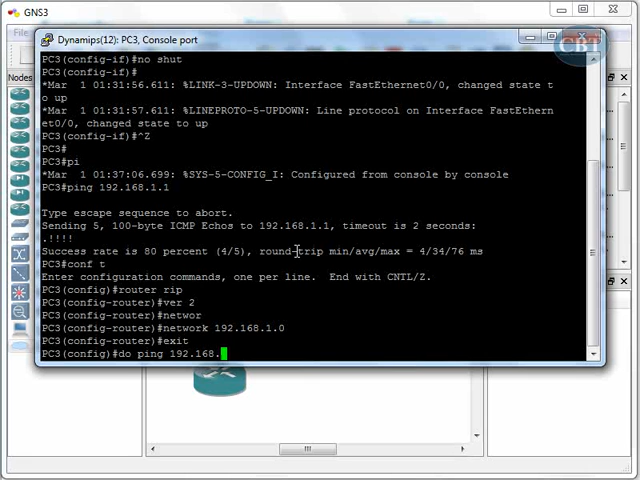 GNS3
CBT
Dynamips(12): PC3, Console port
File
Nodes
PC3(config-if)#no shut
PC3(config-if)#
*Mar  1 01:31:56.611: %LINK-3-UPDOWN: Interface FastEthernet0/0, changed state t
o up
*Mar  1 01:31:57.611: %LINEPROTO-5-UPDOWN: Line protocol on Interface FastEthern
et0/0, changed state to up
PC3(config-if)#^Z
PC3#
PC3#pi
*Mar  1 01:37:06.699: %SYS-5-CONFIG_I: Configured from console by console
PC3#ping 192.168.1.1
Type escape sequence to abort.
Sending 5, 100-byte ICMP Echos to 192.168.1.1, timeout is 2 seconds:
.!!!!
Success rate is 80 percent (4/5), round-trip min/avg/max = 4/34/76 ms
PC3#conf t
Enter configuration commands, one per line.  End with CNTL/Z.
PC3(config)#router rip
PC3(config-router)#ver 2
PC3(config-router)#networ
PC3(config-router)#network 192.168.1.0
PC3(config-router)#exit
PC3(config)#do ping 192.168.